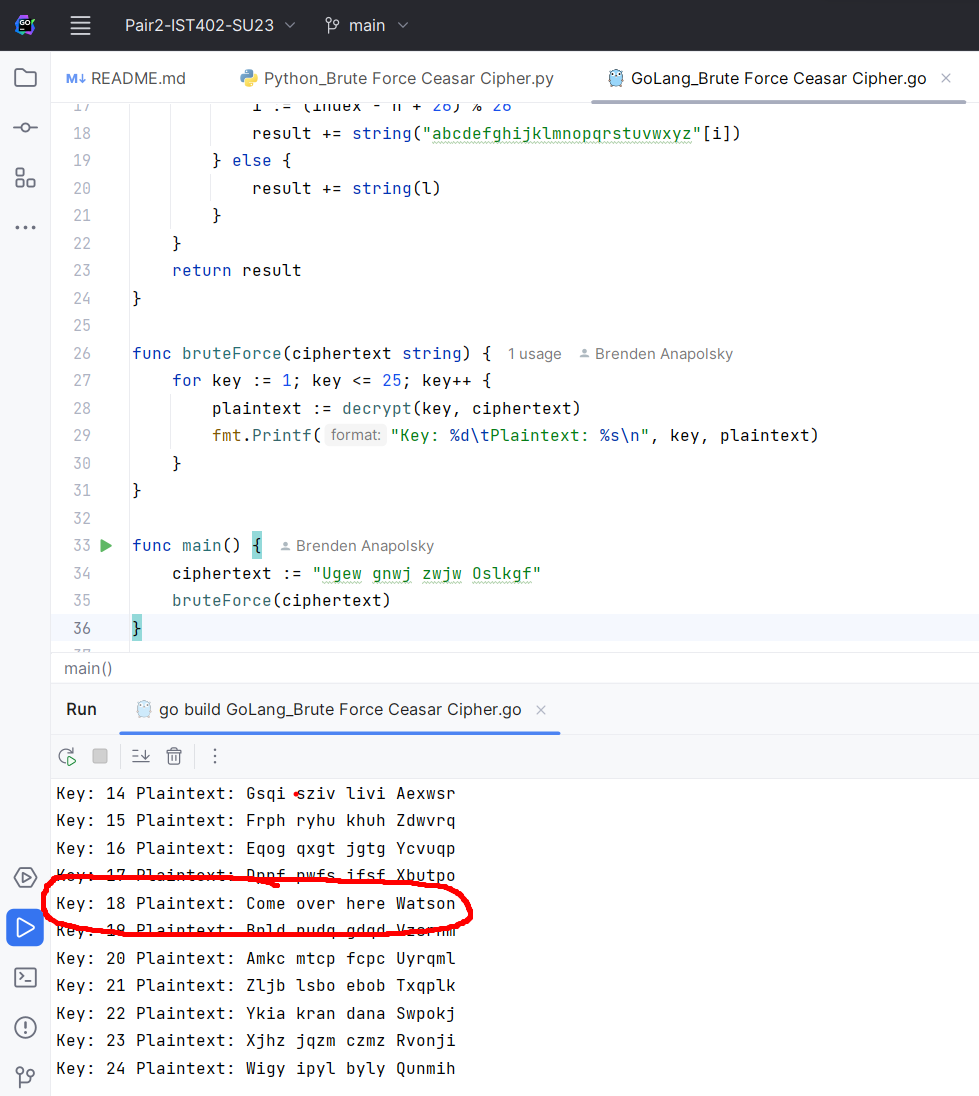 GO
Pair2-IST402-SU23 main
M↓ README.md Python_Brute Force Ceasar Cipher.py GoLang_Brute Force Ceasar Cipher.go
17 i := (index - n + 26) % 26
18 result += string("abcdefghijklmnopqrstuvwxyz"[i])
19 } else {
20 result += string(l)
21 }
22 }
23 return result
24 }
25
26 func bruteForce(ciphertext string) { 1 usage Brenden Anapolsky
27 for key := 1; key <= 25; key++ {
28 plaintext := decrypt(key, ciphertext)
29 fmt.Printf( format: "Key: %d\tPlaintext: %s\n", key, plaintext)
30 }
31 }
32
33 func main() { Brenden Anapolsky
34 ciphertext := "Ugew gnwj zwjw Oslkgf"
35 bruteForce(ciphertext)
36 }
37
main()
Run go build GoLang_Brute Force Ceasar Cipher.go
Key: 14 Plaintext: Gsqi sziv livi Aexwsr
Key: 15 Plaintext: Frph ryhu khuh Zdwvrq
Key: 16 Plaintext: Eqog qxgt jgtg Ycvuqp
Key: 17 Plaintext: Dpnf pwfs ifsf Xbutpo
Key: 18 Plaintext: Come over here Watson
Key: 19 Plaintext: Bnld nudq gdqd Vzsrnm
Key: 20 Plaintext: Amkc mtcp fcpc Uyrqml
Key: 21 Plaintext: Zljb lsbo ebob Txqplk
Key: 22 Plaintext: Ykia kran dana Swpokj
Key: 23 Plaintext: Xjhz jqzm czmz Rvonji
Key: 24 Plaintext: Wigy ipyl byly Qunmih